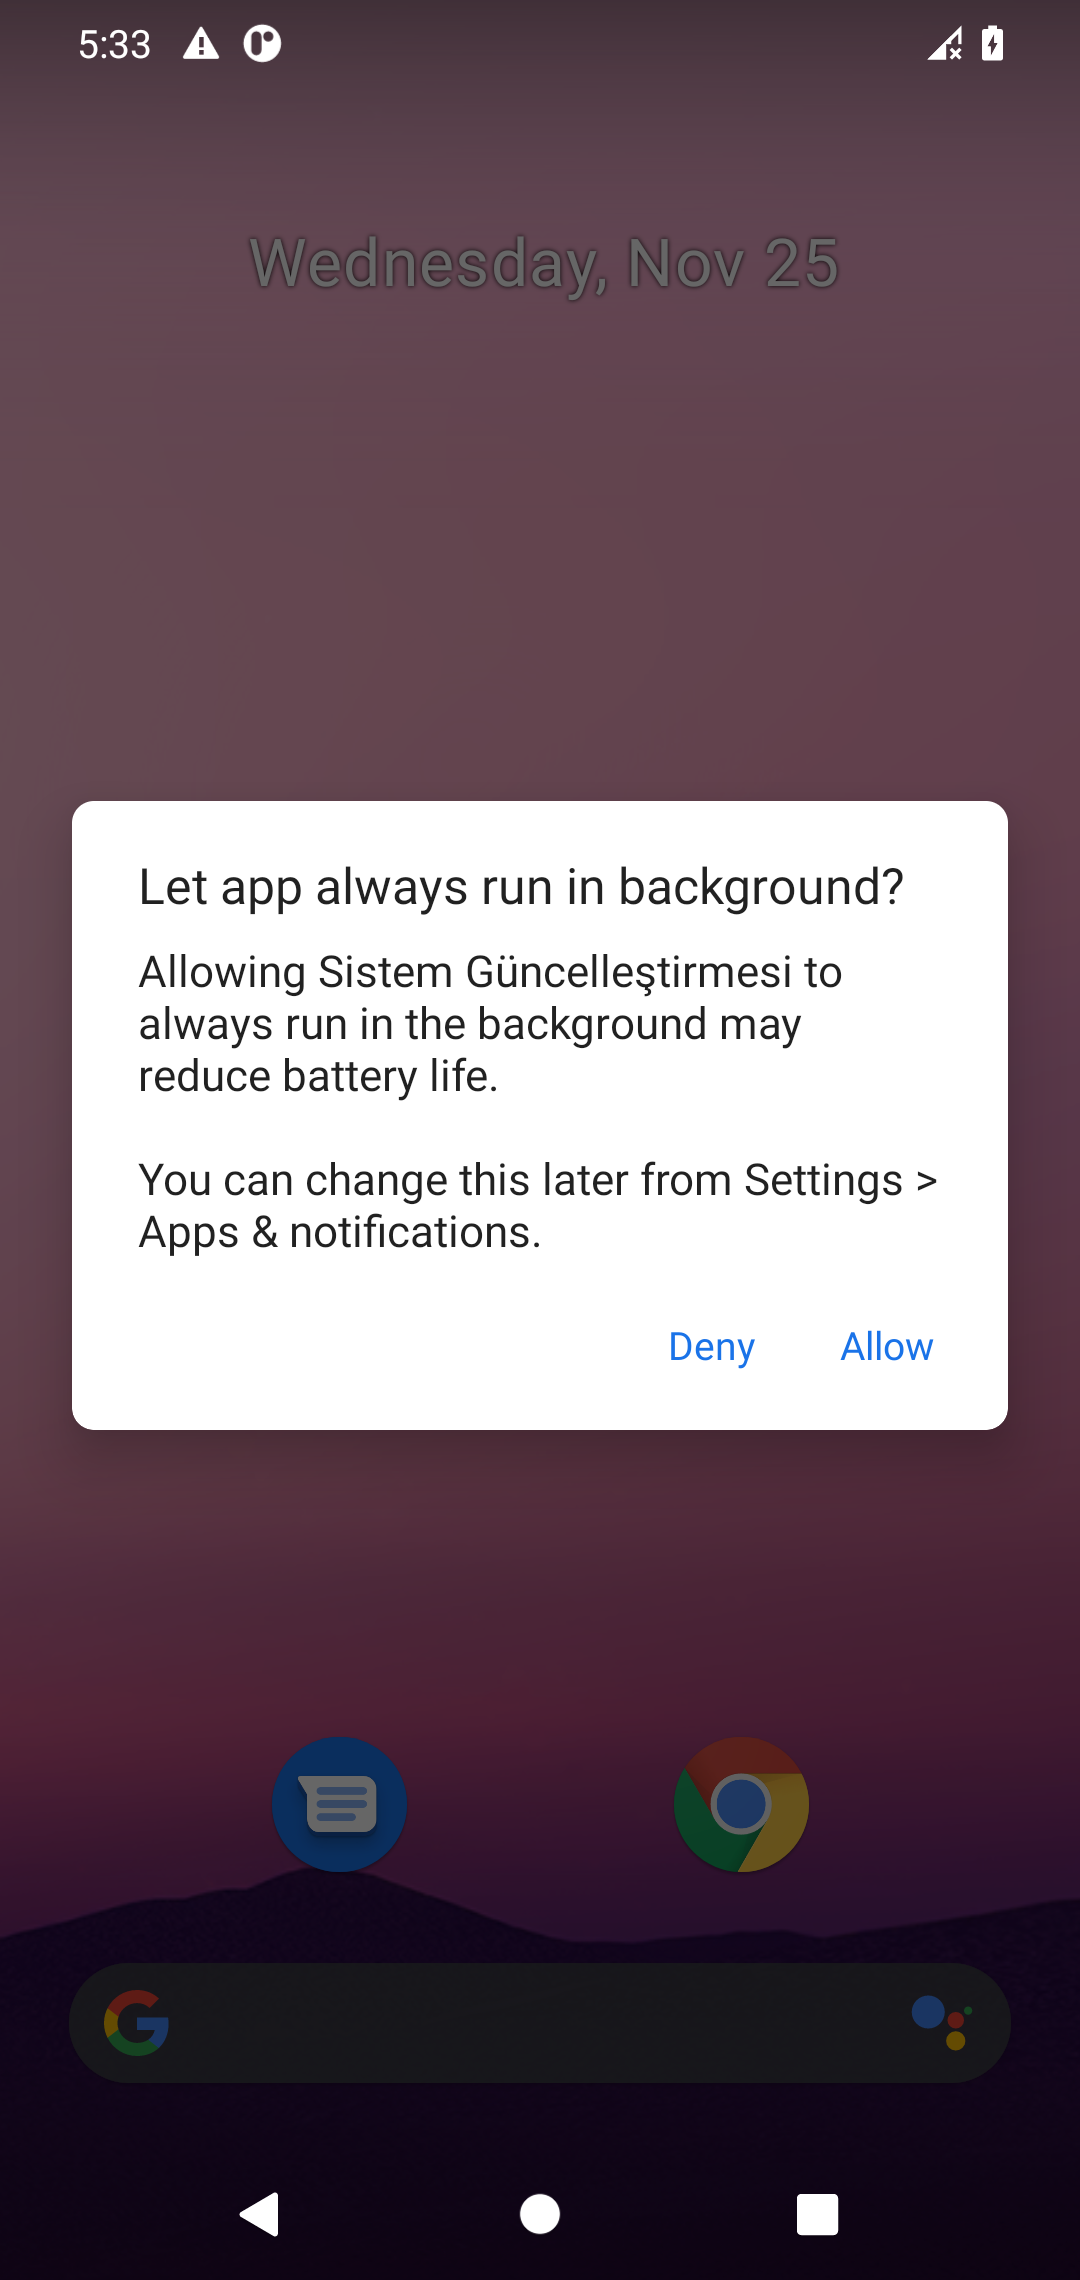 5:33
Wednesday, Nov 25
Let app always run in background?
Allowing Sistem Güncelleştirmesi to
always run in the background may
reduce battery life.
You can change this later from Settings >
Apps & notifications.
Deny Allow